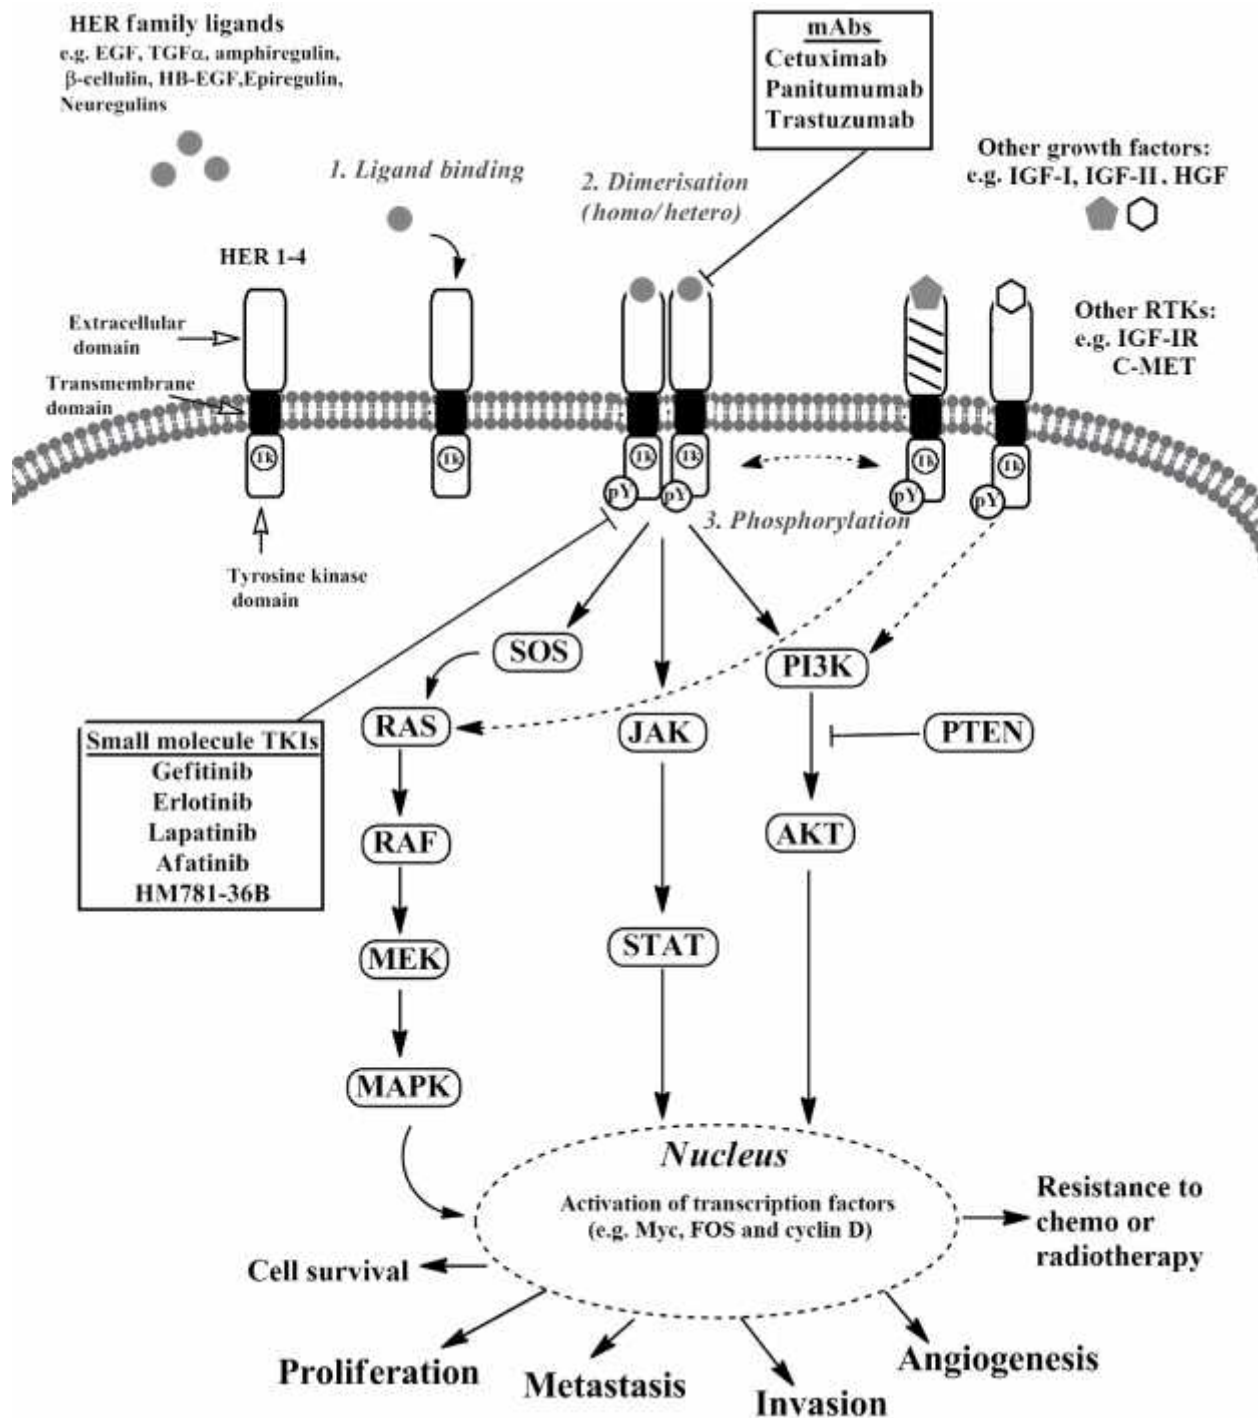 HER family ligands
e.g. EGF, TGFα, amphiregulin,
β-cellulin, HB-EGF,Epiregulin,
Neuregulins
mAbs
Cetuximab
Panitumumab
Trastuzumab
1. Ligand binding
2. Dimerisation
(homo/hetero)
Other growth factors:
e.g. IGF-I, IGF-II, HGF
HER 1-4
Extracellular
domain
Transmembrane
domain
Other RTKs:
e.g. IGF-IR
C-MET
Tk
Tk
Tk
Tk
Tk
Tk
pY
pY
pY
pY
3. Phosphorylation
Tyrosine kinase
domain
SOS
PI3K
RAS
JAK
PTEN
Small molecule TKIs
Gefitinib
Erlotinib
Lapatinib
Afatinib
HM781-36B
RAF
AKT
MEK
STAT
MAPK
Nucleus
Activation of transcription factors
(e.g. Myc, FOS and cyclin D)
Resistance to
chemo or
radiotherapy
Cell survival
Proliferation
Metastasis
Invasion
Angiogenesis